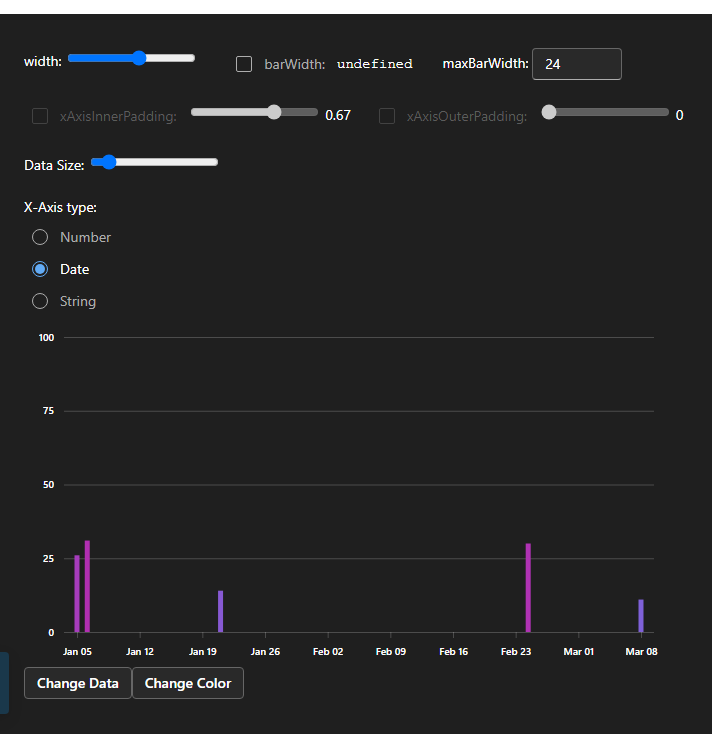 width: barWidth: undefined maxBarWidth: 24
xAxisInnerPadding: 0.67 xAxisOuterPadding: 0
Data Size:
X-Axis type:
Number
Date
String
100
75
50
25
0
Jan 05 Jan 12 Jan 19 Jan 26 Feb 02 Feb 09 Feb 16 Feb 23 Mar 01 Mar 08
Change Data Change Color